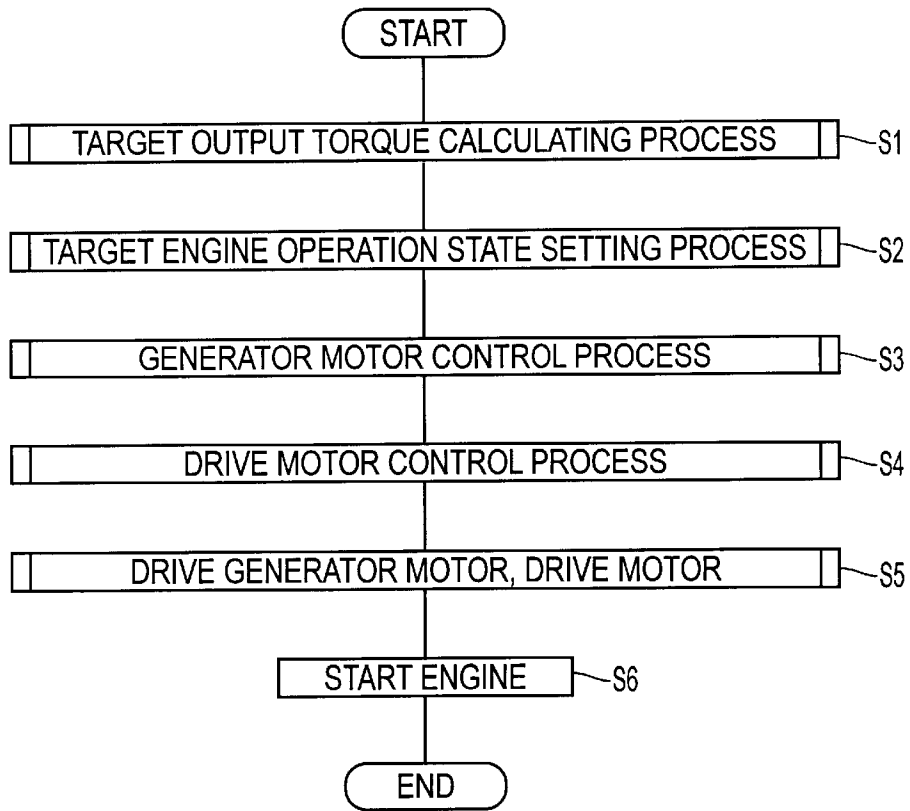 START
TARGET OUTPUT TORQUE CALCULATING PROCESS S1
TARGET ENGINE OPERATION STATE SETTING PROCESS S2
GENERATOR MOTOR CONTROL PROCESS S3
DRIVE MOTOR CONTROL PROCESS S4
DRIVE GENERATOR MOTOR, DRIVE MOTOR S5
START ENGINE S6
END